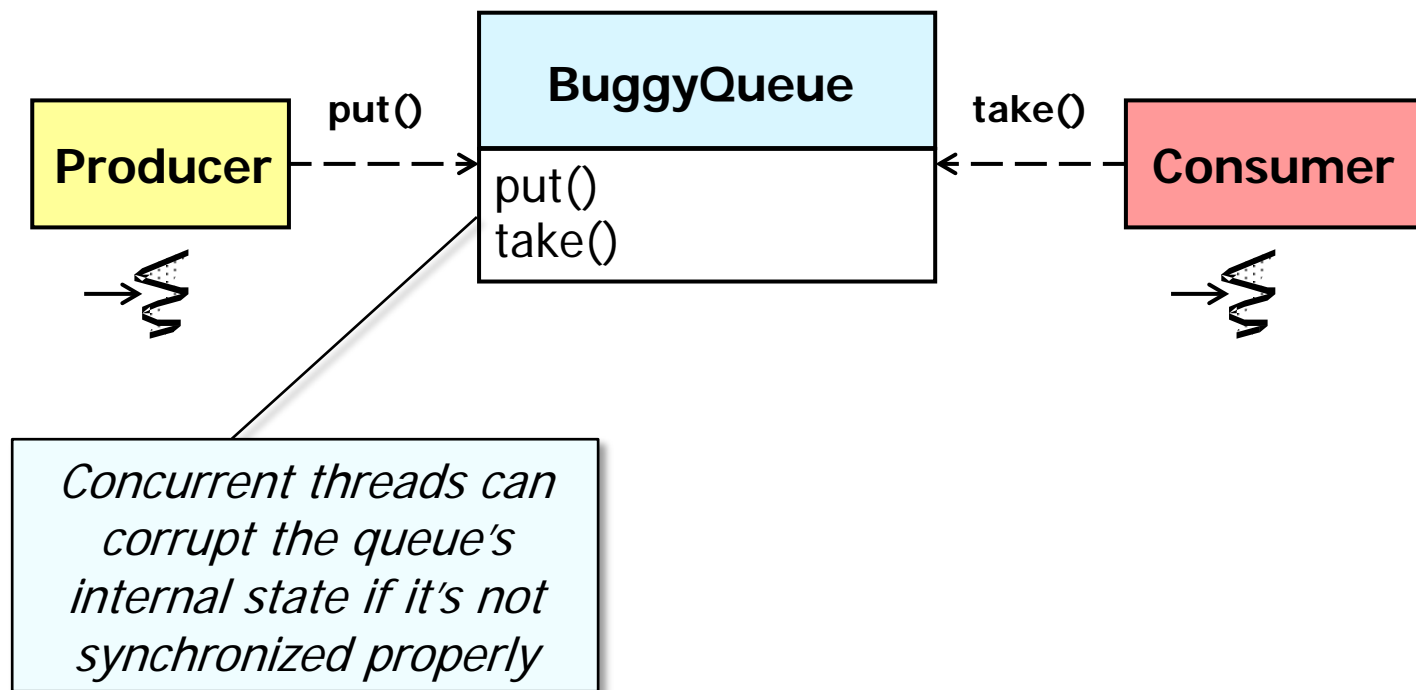 BuggyQueue
put()
take()
Producer
Consumer
put()
take()
Concurrent threads can
corrupt the queue's
internal state if it's not
synchronized properly